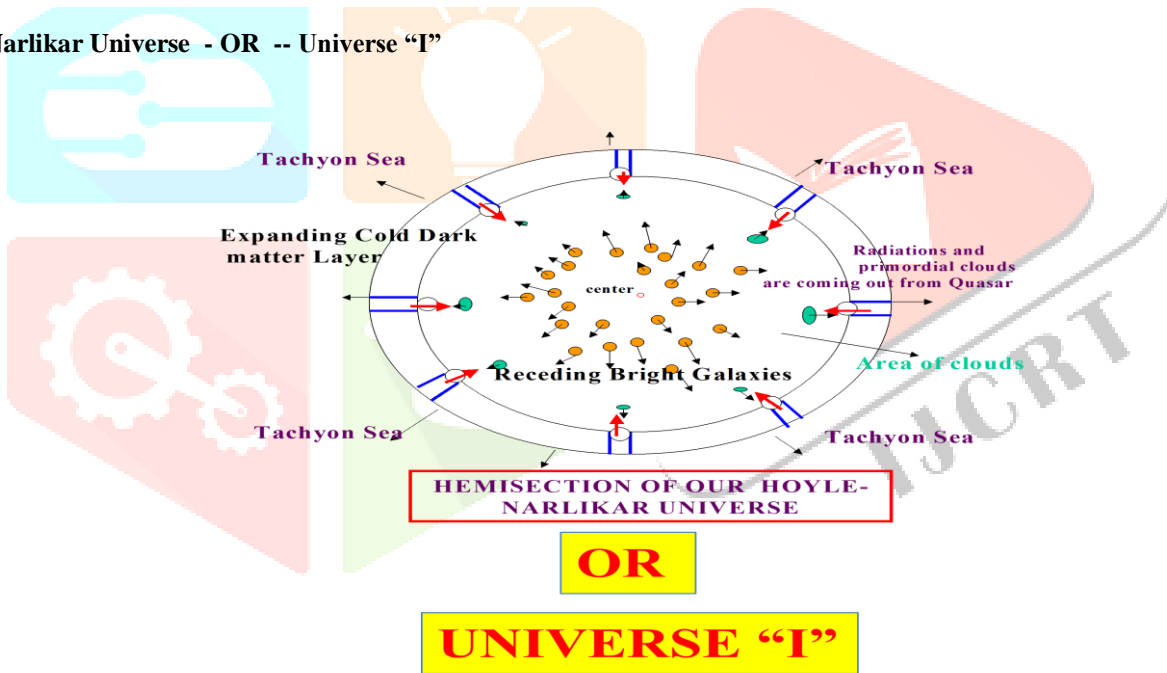 Narlikar Universe - OR -- Universe “I”
Tachyon Sea
Tachyon Sea
Expanding Cold Dark
matter Layer
Radiations and
primordial clouds
are coming out from Quasar
center
Area of clouds
Receding Bright Galaxies
Tachyon Sea
Tachyon Sea
IJCRT
HEMISECTION OF OUR HOYLE-
NARLIKAR UNIVERSE
OR
UNIVERSE “I”